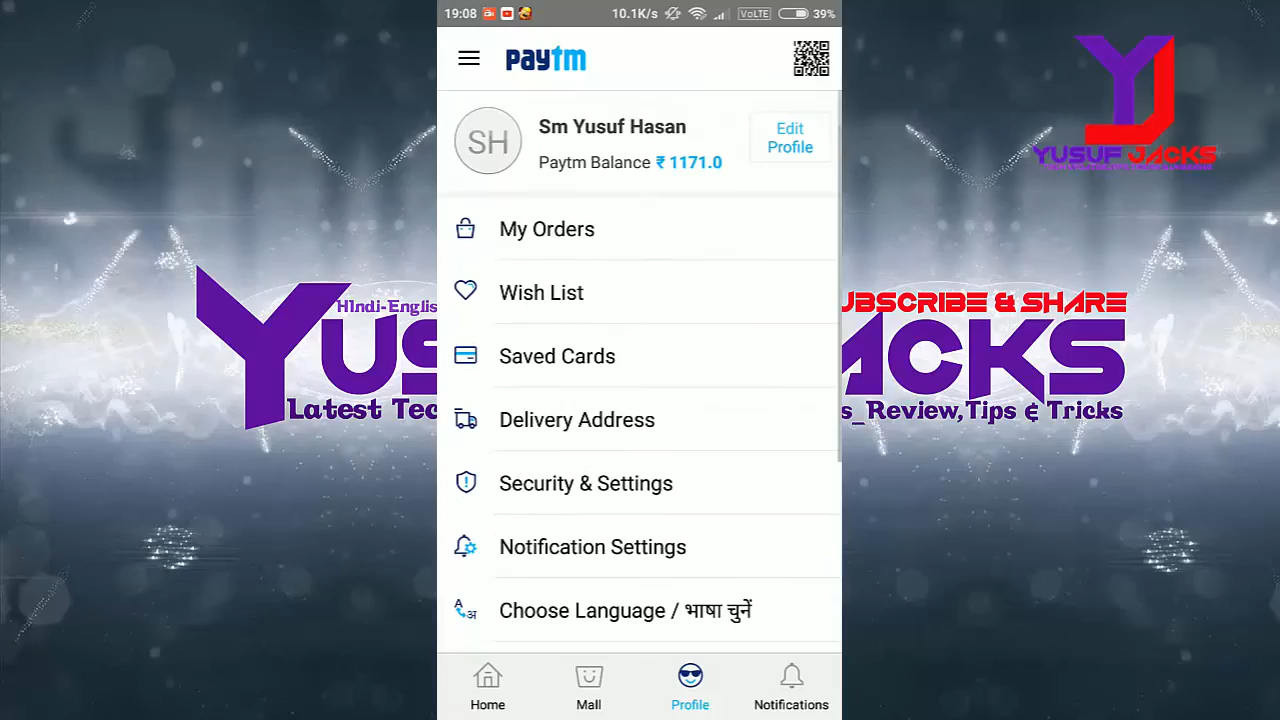 19:08 10.1K/s VoLTE 39%
paytm
SH
Sm Yusuf Hasan
Paytm Balance ₹ 1171.0
Edit
Profile
My Orders
Wish List
Saved Cards
Delivery Address
Security & Settings
Notification Settings
Choose Language / भाषा चुनें
Home Mall Profile Notifications
YJ
YUSUF JACKS
HIndi-Englis
UBSCRIBE & SHARE
YUS ACKS
Latest Tec s_Review,Tips & Tricks